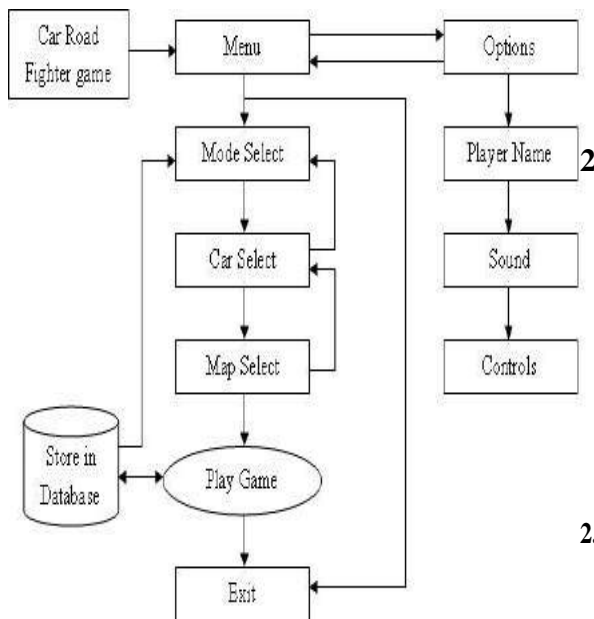 Car Road
Fighter game
Menu
Options
Mode Select
Player Name
2
Car Select
Sound
Map Select
Controls
Store in
Database
Play Game
2.
Exit